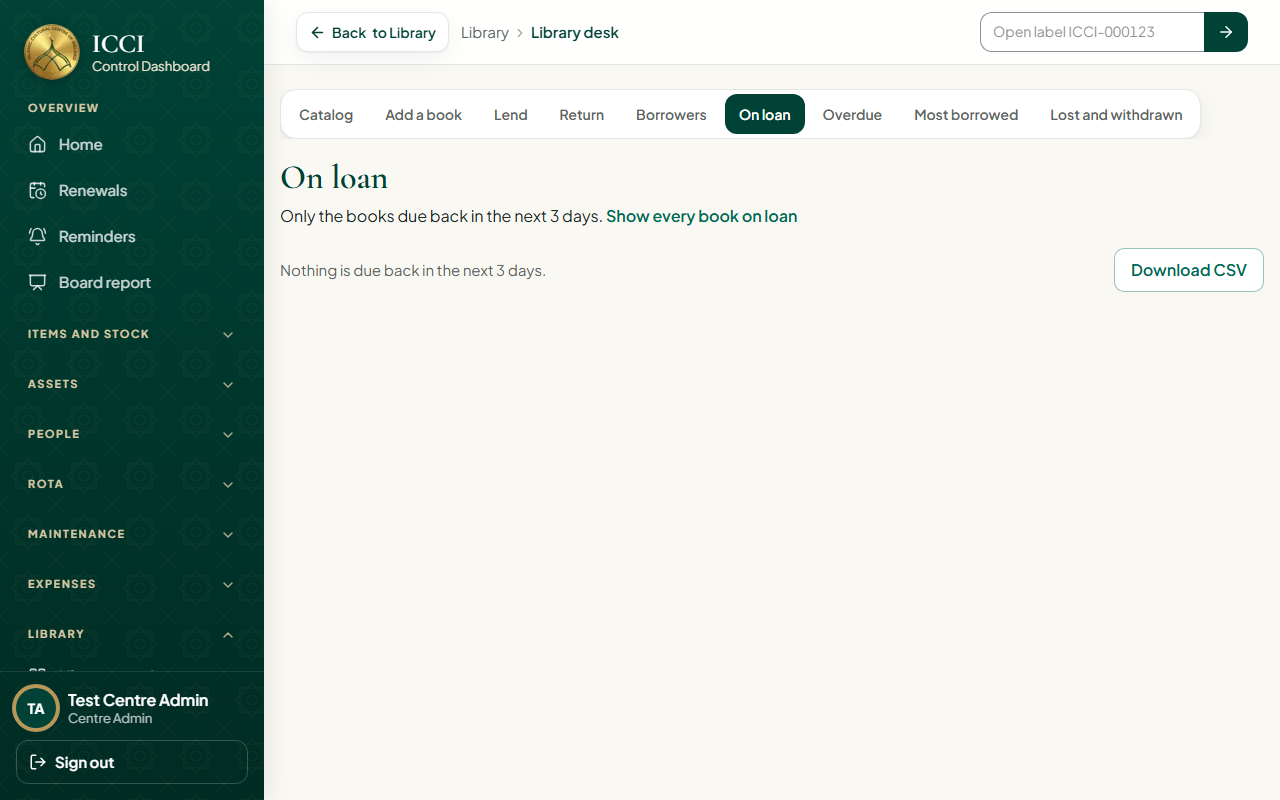 ICCI
Control Dashboard
OVERVIEW
Home
Renewals
Reminders
Board report
ITEMS AND STOCK
ASSETS
PEOPLE
ROTA
MAINTENANCE
EXPENSES
LIBRARY
TA
Test Centre Admin
Centre Admin
Sign out
Back to Library
Library > Library desk
Open label ICCI-000123
Catalog Add a book Lend Return Borrowers On loan Overdue Most borrowed Lost and withdrawn
On loan
Only the books due back in the next 3 days. Show every book on loan
Nothing is due back in the next 3 days.
Download CSV